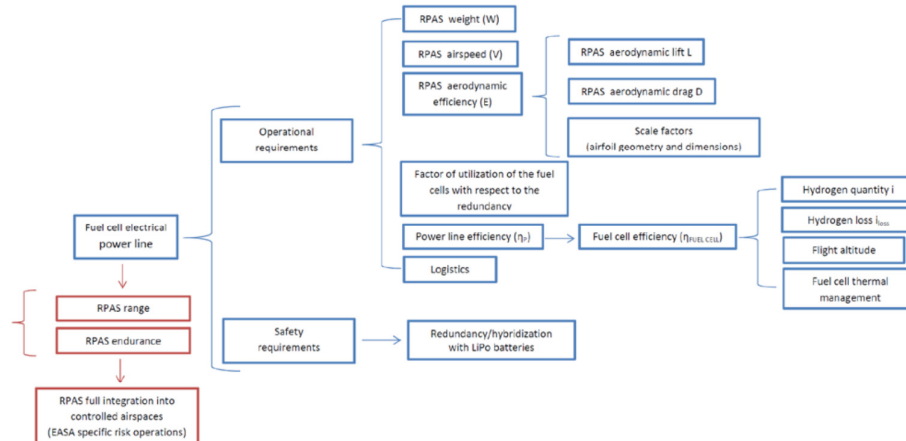 RPAS weight (W)
RPAS airspeed (V)
RPAS aerodynamic
efficiency (E)
RPAS aerodynamic lift L
RPAS aerodynamic drag D
Scale factors
(airfoil geometry and dimensions)
Operational
requirements
Factor of utilization of the fuel
cells with respect to the
redundancy
Power line efficiency (ηP)
Fuel cell efficiency (ηFUEL CELL)
Logistics
Hydrogen quantity i
Hydrogen loss iloss
Flight altitude
Fuel cell thermal
management
Fuel cell electrical
power line
RPAS range
RPAS endurance
RPAS full integration into
controlled airspaces
(EASA specific risk operations)
Safety
requirements
Redundancy/hybridization
with LiPo batteries